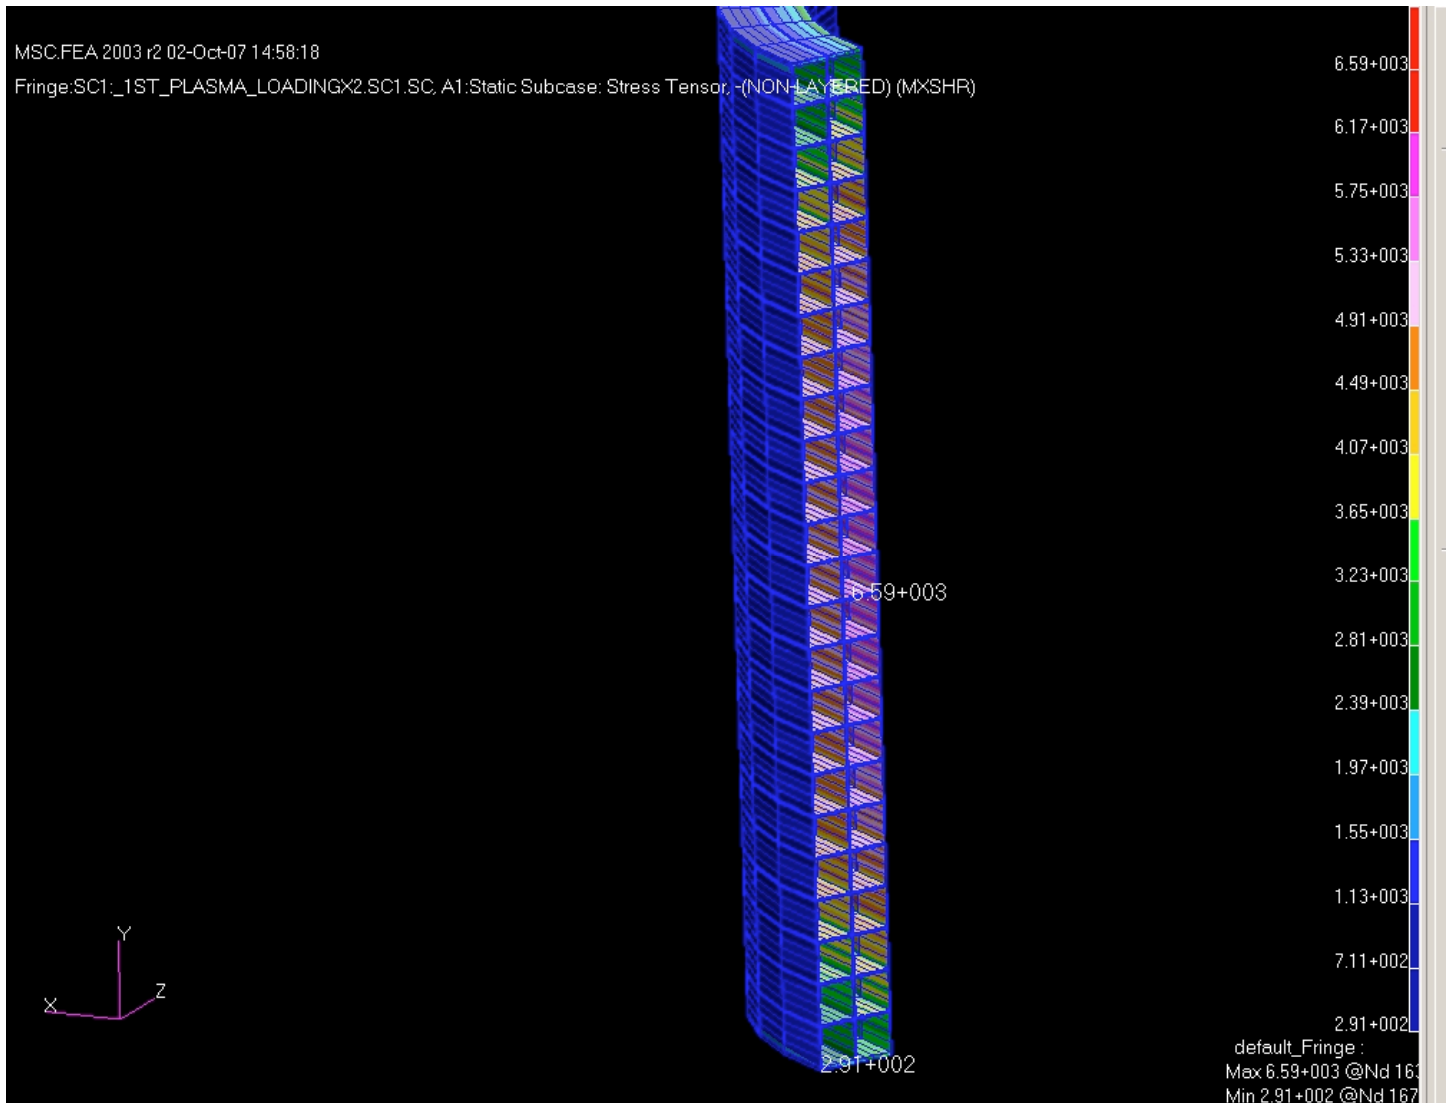 MSC.FEA 2003 r2 02-Oct-07 14:58:18
Fringe:SC1:_1ST_PLASMA_LOADINGX2.SC1.SC, A1:Static Subcase: Stress Tensor, -(NON-LAYERED) (MXSHR)
6.59+003
6.17+003
5.75+003
5.33+003
4.91+003
4.49+003
4.07+003
3.65+003
3.23+003
2.81+003
2.39+003
1.97+003
1.55+003
1.13+003
7.11+002
2.91+002
6.59+003
2.91+002
Y
Z
X
default_Fringe :
Max 6.59+003 @Nd
Min 2.91+002 @Nd 167